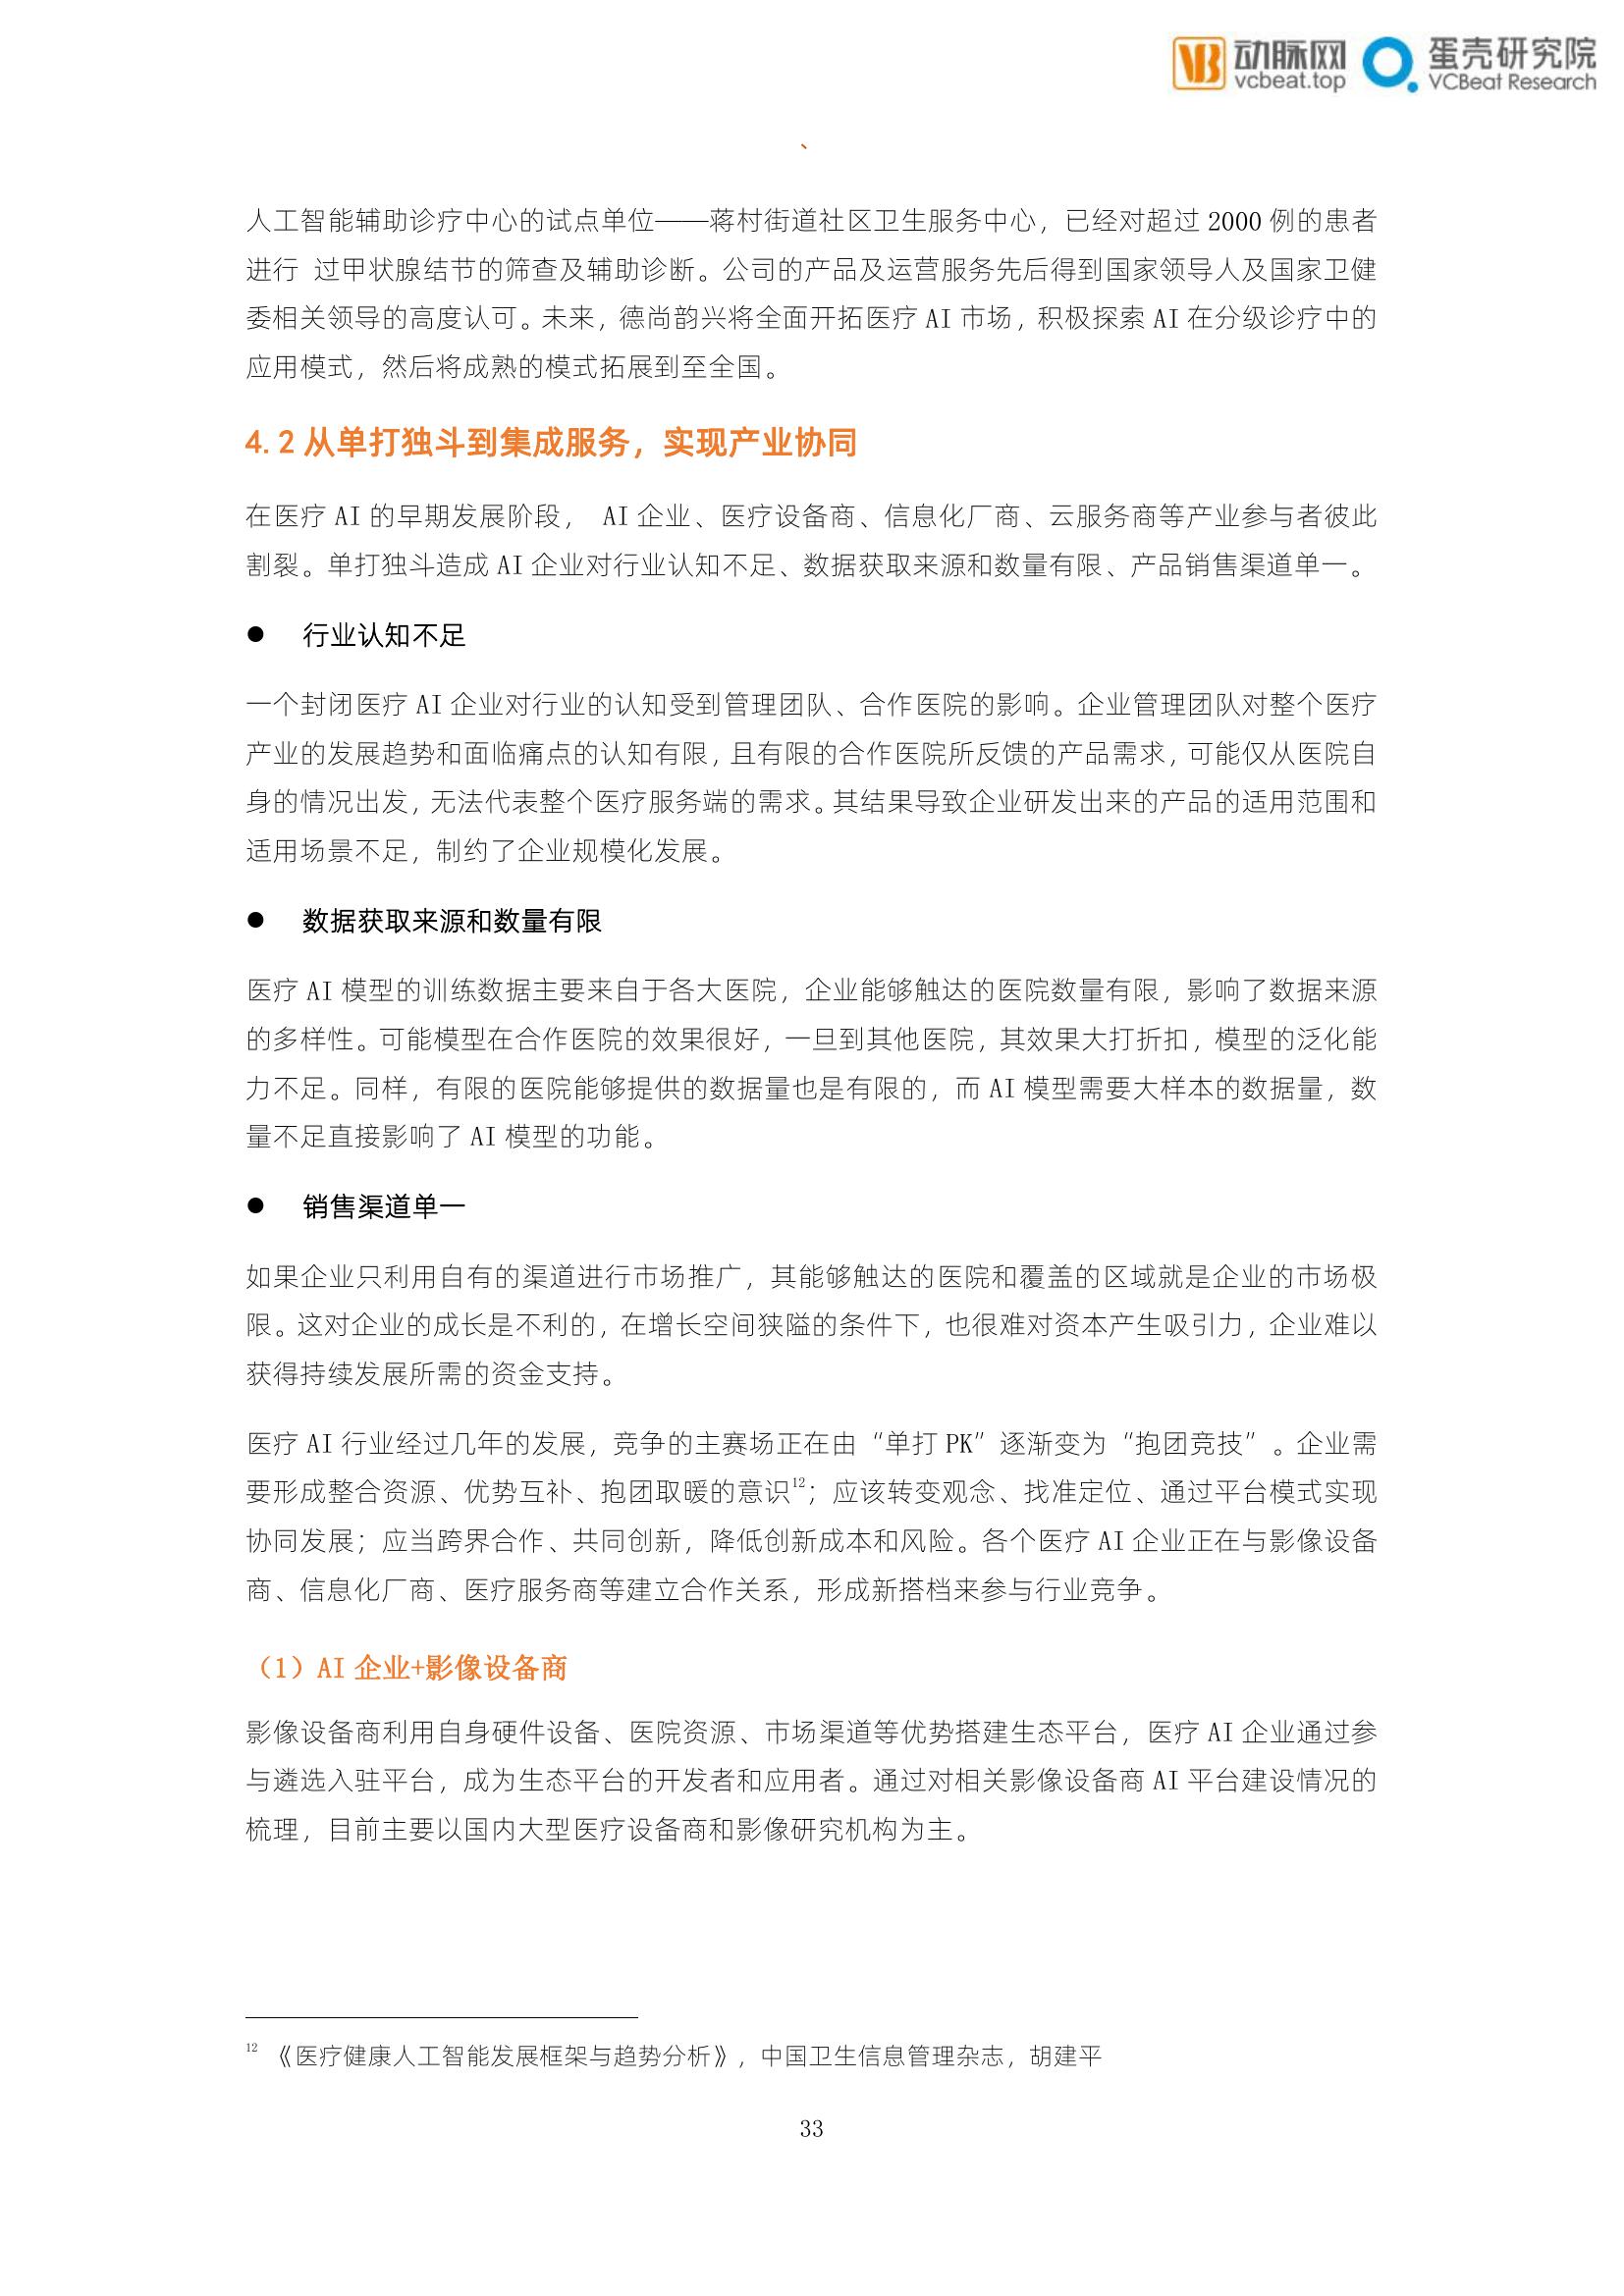 动脉网
vcbeat.top
蛋壳研究院
VCBeat Research
、
人工智能辅助诊疗中心的试点单位——蒋村街道社区卫生服务中心，已经对超过 2000 例的患者
进行 过甲状腺结节的筛查及辅助诊断。公司的产品及运营服务先后得到国家领导人及国家卫健
委相关领导的高度认可。未来，德尚韵兴将全面开拓医疗 AI 市场，积极探索 AI 在分级诊疗中的
应用模式，然后将成熟的模式拓展到至全国。
4.2 从单打独斗到集成服务，实现产业协同
在医疗 AI 的早期发展阶段， AI 企业、医疗设备商、信息化厂商、云服务商等产业参与者彼此
割裂。单打独斗造成 AI 企业对行业认知不足、数据获取来源和数量有限、产品销售渠道单一。
● 行业认知不足
一个封闭医疗 AI 企业对行业的认知受到管理团队、合作医院的影响。企业管理团队对整个医疗
产业的发展趋势和面临痛点的认知有限，且有限的合作医院所反馈的产品需求，可能仅从医院自
身的情况出发，无法代表整个医疗服务端的需求。其结果导致企业研发出来的产品的适用范围和
适用场景不足，制约了企业规模化发展。
● 数据获取来源和数量有限
医疗 AI 模型的训练数据主要来自于各大医院，企业能够触达的医院数量有限，影响了数据来源
的多样性。可能模型在合作医院的效果很好，一旦到其他医院，其效果大打折扣，模型的泛化能
力不足。同样，有限的医院能够提供的数据量也是有限的，而 AI 模型需要大样本的数据量，数
量不足直接影响了 AI 模型的功能。
● 销售渠道单一
如果企业只利用自有的渠道进行市场推广，其能够触达的医院和覆盖的区域就是企业的市场极
限。这对企业的成长是不利的，在增长空间狭隘的条件下，也很难对资本产生吸引力，企业难以
获得持续发展所需的资金支持。
医疗 AI 行业经过几年的发展，竞争的主赛场正在由“单打 PK”逐渐变为“抱团竞技”。企业需
要形成整合资源、优势互补、抱团取暖的意识12；应该转变观念、找准定位、通过平台模式实现
协同发展；应当跨界合作、共同创新，降低创新成本和风险。各个医疗 AI 企业正在与影像设备
商、信息化厂商、医疗服务商等建立合作关系，形成新搭档来参与行业竞争。
（1）AI 企业+影像设备商
影像设备商利用自身硬件设备、医院资源、市场渠道等优势搭建生态平台，医疗 AI 企业通过参
与遴选入驻平台，成为生态平台的开发者和应用者。通过对相关影像设备商 AI 平台建设情况的
梳理，目前主要以国内大型医疗设备商和影像研究机构为主。
12 《医疗健康人工智能发展框架与趋势分析》，中国卫生信息管理杂志，胡建平
33